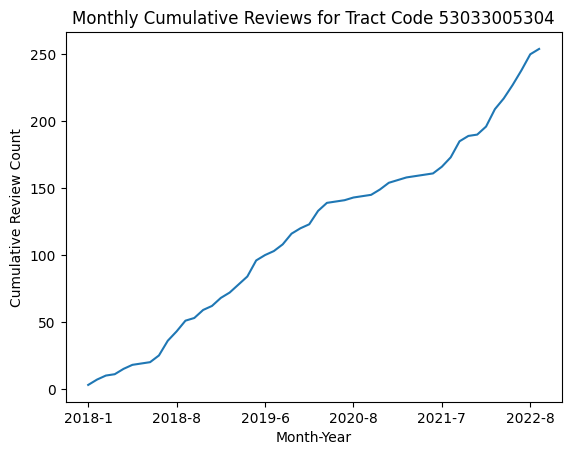 Monthly Cumulative Reviews for Tract Code 53033005304
Cumulative Review Count
250
200
150
100
50
0
2018-1 2018-8 2019-6 2020-8 2021-7 2022-8
Month-Year